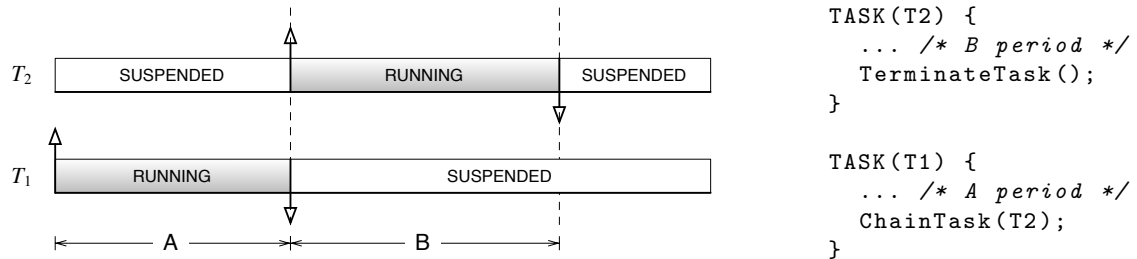 T2 SUSPENDED RUNNING SUSPENDED
T1 RUNNING SUSPENDED
A B
TASK(T2) {
... /* B period */
TerminateTask();
}
TASK(T1) {
... /* A period */
ChainTask(T2);
}